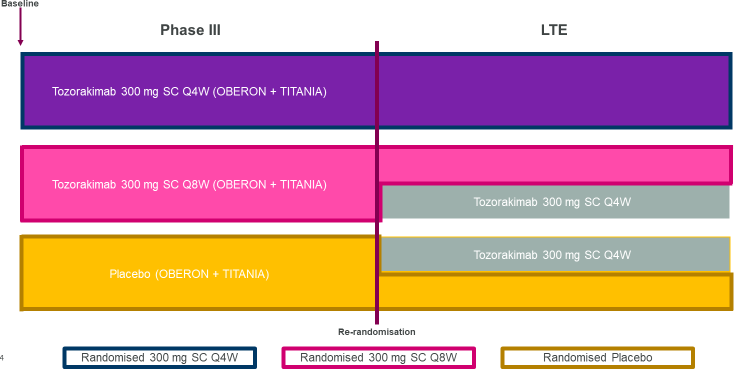 Baseline
Phase III
LTE
Tozorakimab 300 mg SC Q4W (OBERON + TITANIA)
Tozorakimab 300 mg SC Q8W (OBERON + TITANIA)
Tozorakimab 300 mg SC Q4W
Tozorakimab 300 mg SC Q4W
Placebo (OBERON + TITANIA)
Re-randomisation
4
Randomised 300 mg SC Q4W
Randomised 300 mg SC Q8W
Randomised Placebo